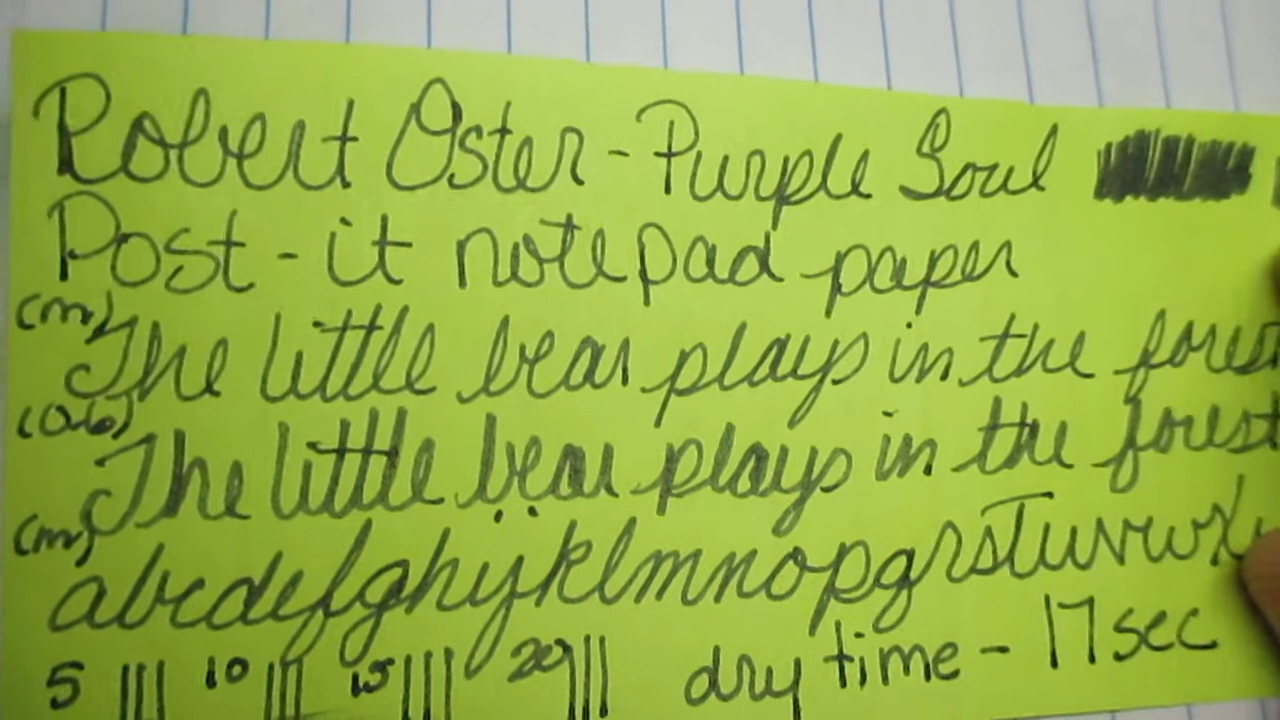 Robert Oster - Purple Soul
Post-it notepad paper
(m)
The little bear plays in the forest
(OB)
The little bear plays in the forest
(m)
abcdefghijklmnopqrstuvwx
5 10 15 20 dry time - 17sec